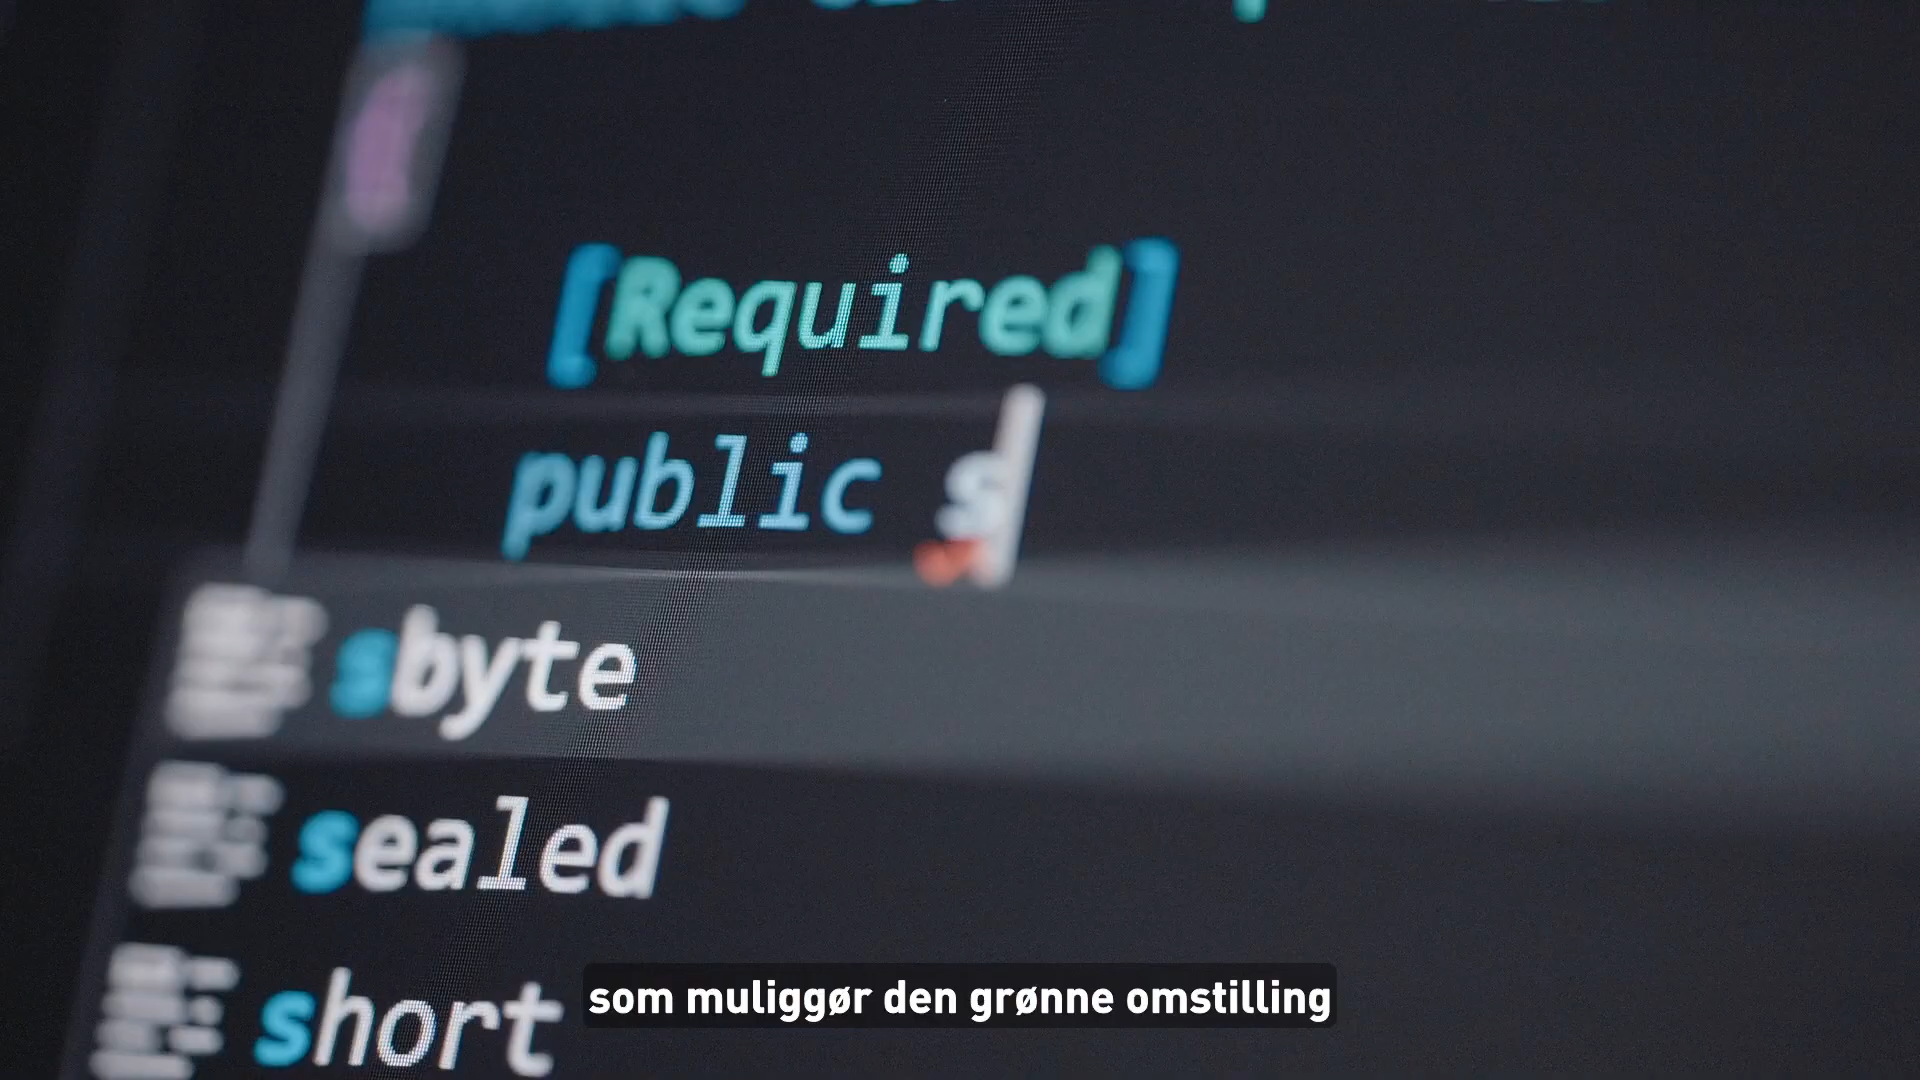 [Required]
public s
sbyte
sealed
short
som muliggør den grønne omstilling